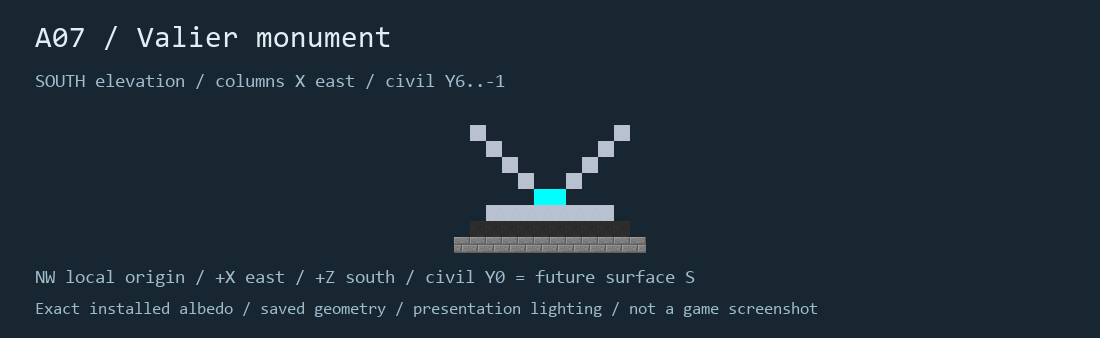 A07 / Valier monument
SOUTH elevation / columns X east / civil Y6..-1
NW local origin / +X east / +Z south / civil Y0 = future surface S
Exact installed albedo / saved geometry / presentation lighting / not a game screenshot